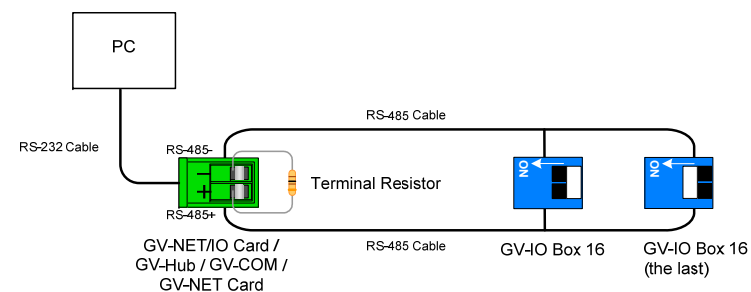 PC
RS-485 Cable
RS-232 Cable
RS-485-
ON
ON
-
+
Terminal Resistor
RS-485+
RS-485 Cable
GV-NET/IO Card /
GV-Hub / GV-COM /
GV-NET Card
GV-IO Box 16
GV-IO Box 16
(the last)